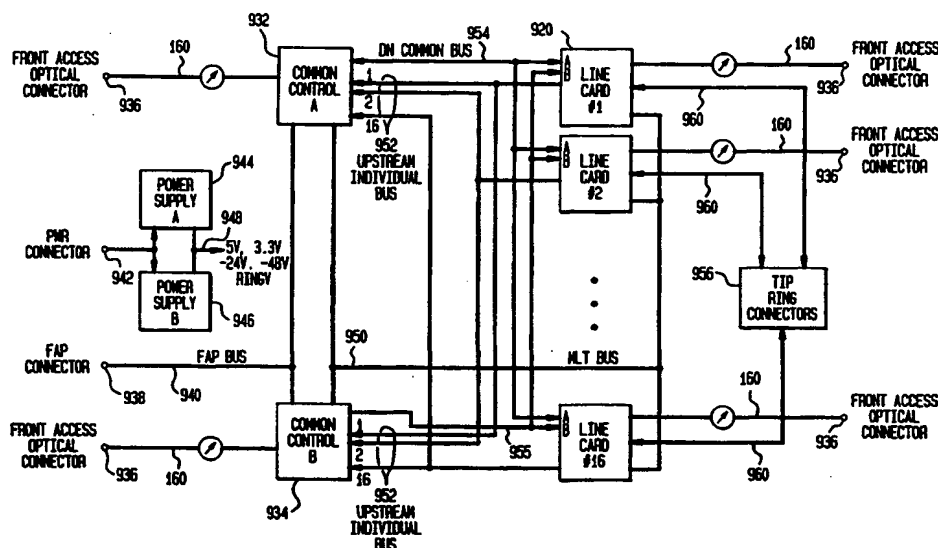 932
954
920
160
FRONT ACCESS
OPTICAL
CONNECTOR
936
160
COMMON
CONTROL
A
DN COMMON BUS
1
2
16
952
UPSTREAM
INDIVIDUAL
BUS
A
B
LINE
CARD
#1
960
936
FRONT ACCESS
OPTICAL
CONNECTOR
160
A
B
LINE
CARD
#2
960
936
FRONT ACCESS
OPTICAL
CONNECTOR
944
POWER
SUPPLY
A
948
PWR
CONNECTOR
942
5V, 3.3V
-24V, -48V
RINGV
POWER
SUPPLY
B
946
956
TIP
RING
CONNECTORS
FAP
CONNECTOR
938
FAP BUS
940
950
MLT BUS
FRONT ACCESS
OPTICAL
CONNECTOR
936
160
COMMON
CONTROL
B
934
1
2
16
952
UPSTREAM
INDIVIDUAL
BUS
955
A
B
LINE
CARD
#16
160
960
936
FRONT ACCESS
OPTICAL
CONNECTOR